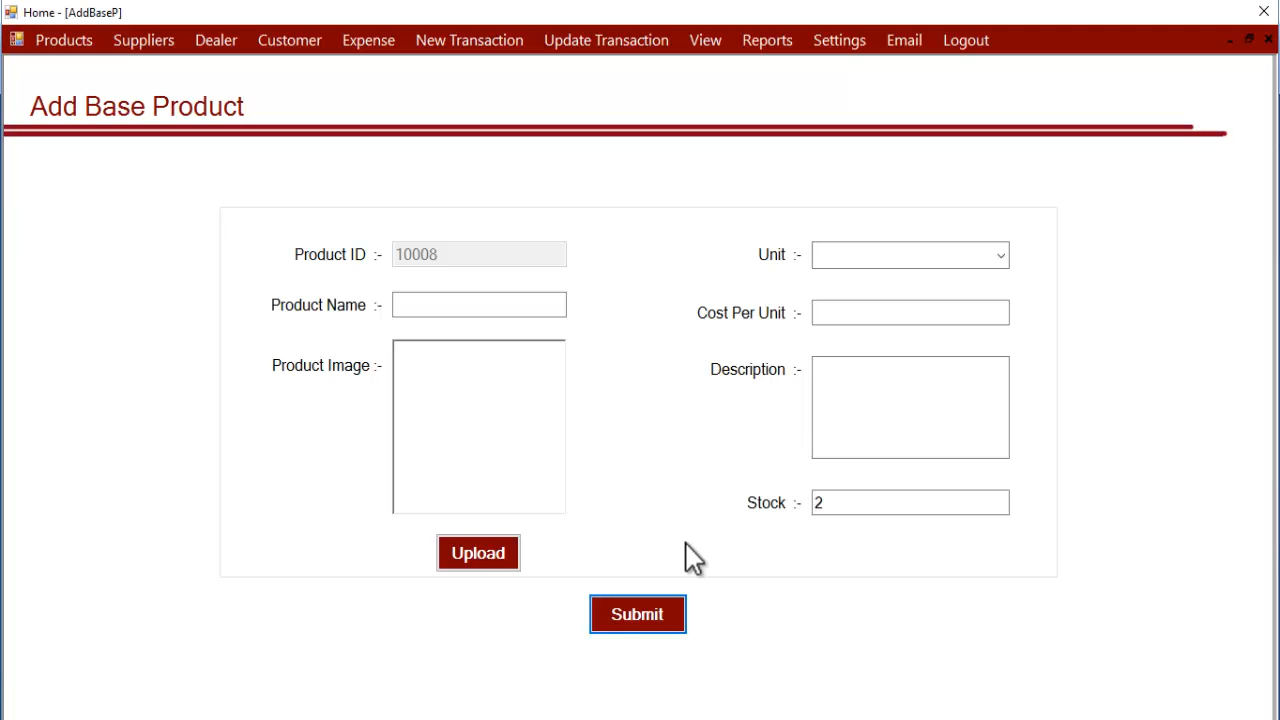 Home - [AddBaseP]
Products Suppliers Dealer Customer Expense New Transaction Update Transaction View Reports Settings Email Logout
Add Base Product
Product ID :- 10008
Unit :-
Product Name :-
Cost Per Unit :-
Product Image :-
Description :-
Stock :- 2
Upload
Submit